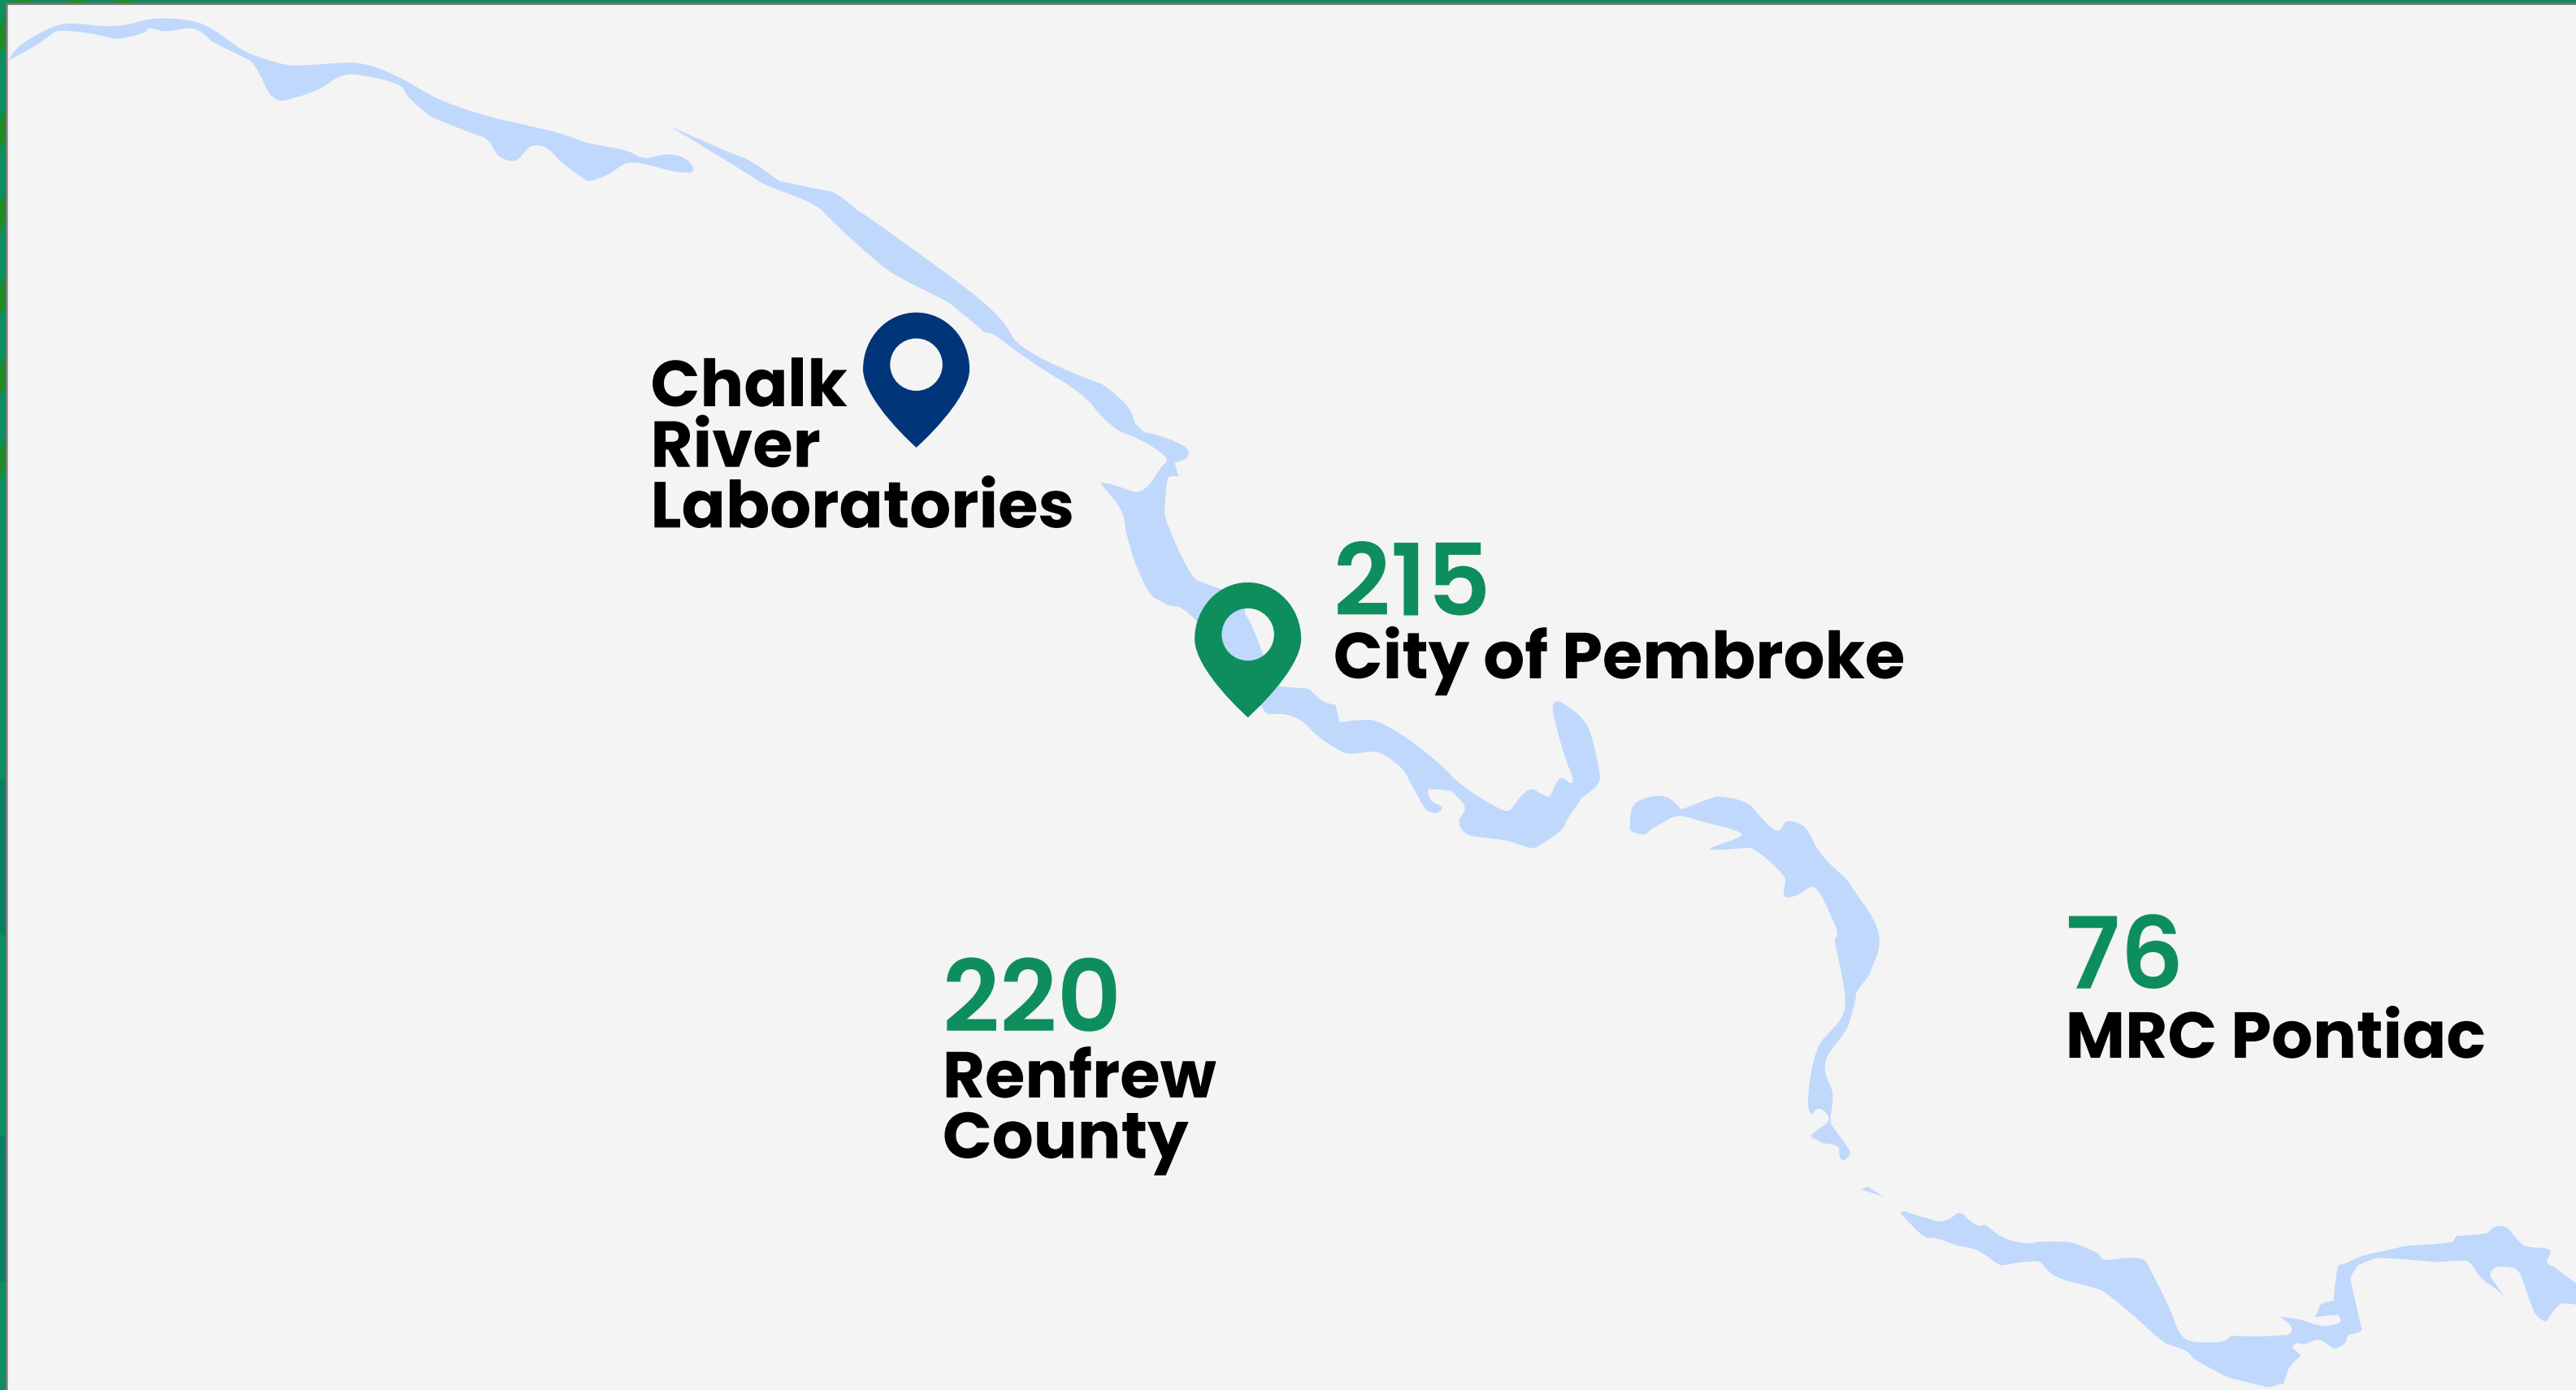 Chalk
River
Laboratories
215
City of Pembroke
220
Renfrew
County
76
MRC Pontiac